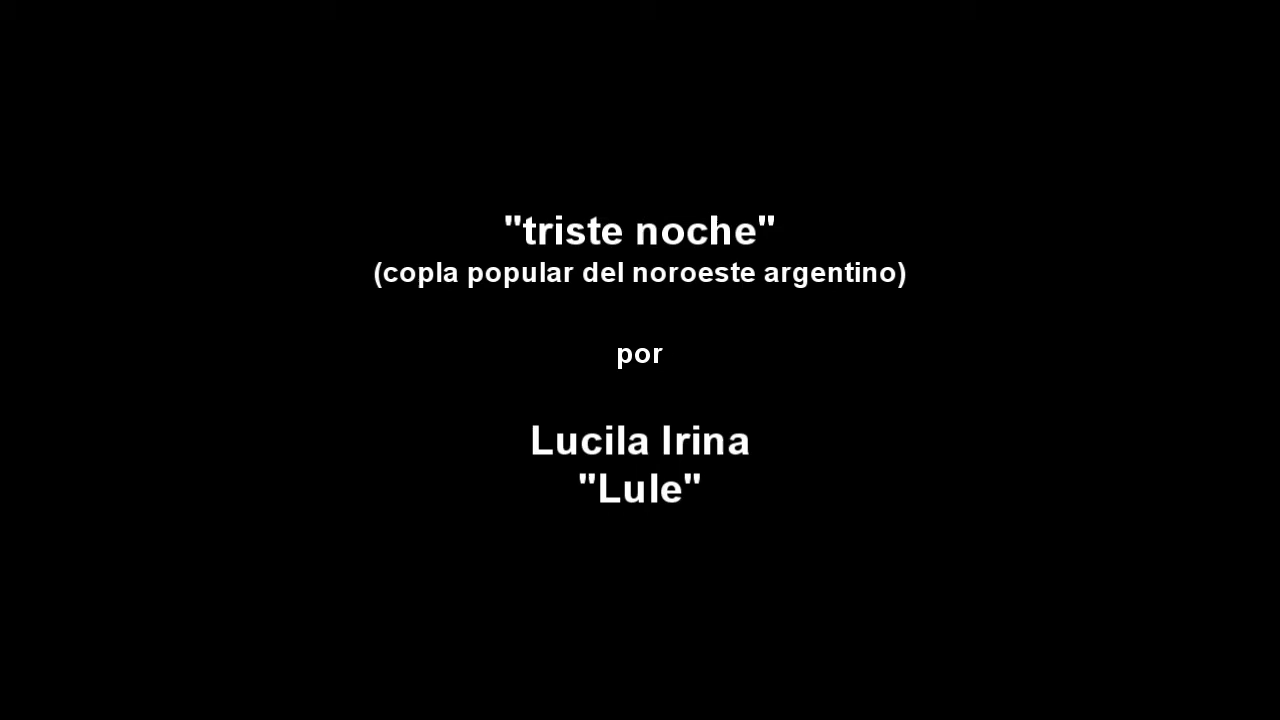 "triste noche"
(copla popular del noroeste argentino)
por
Lucila Irina
"Lule"